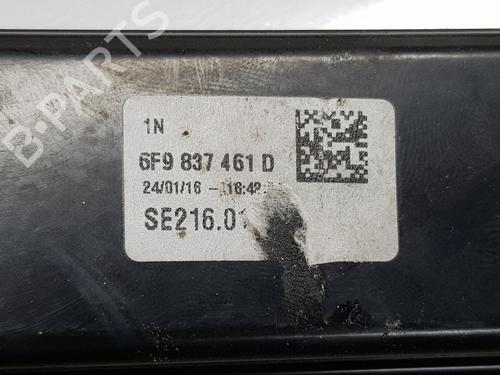 B-PARTS
1N
6F9 837 461 D
24/01/16 -
SE216.01